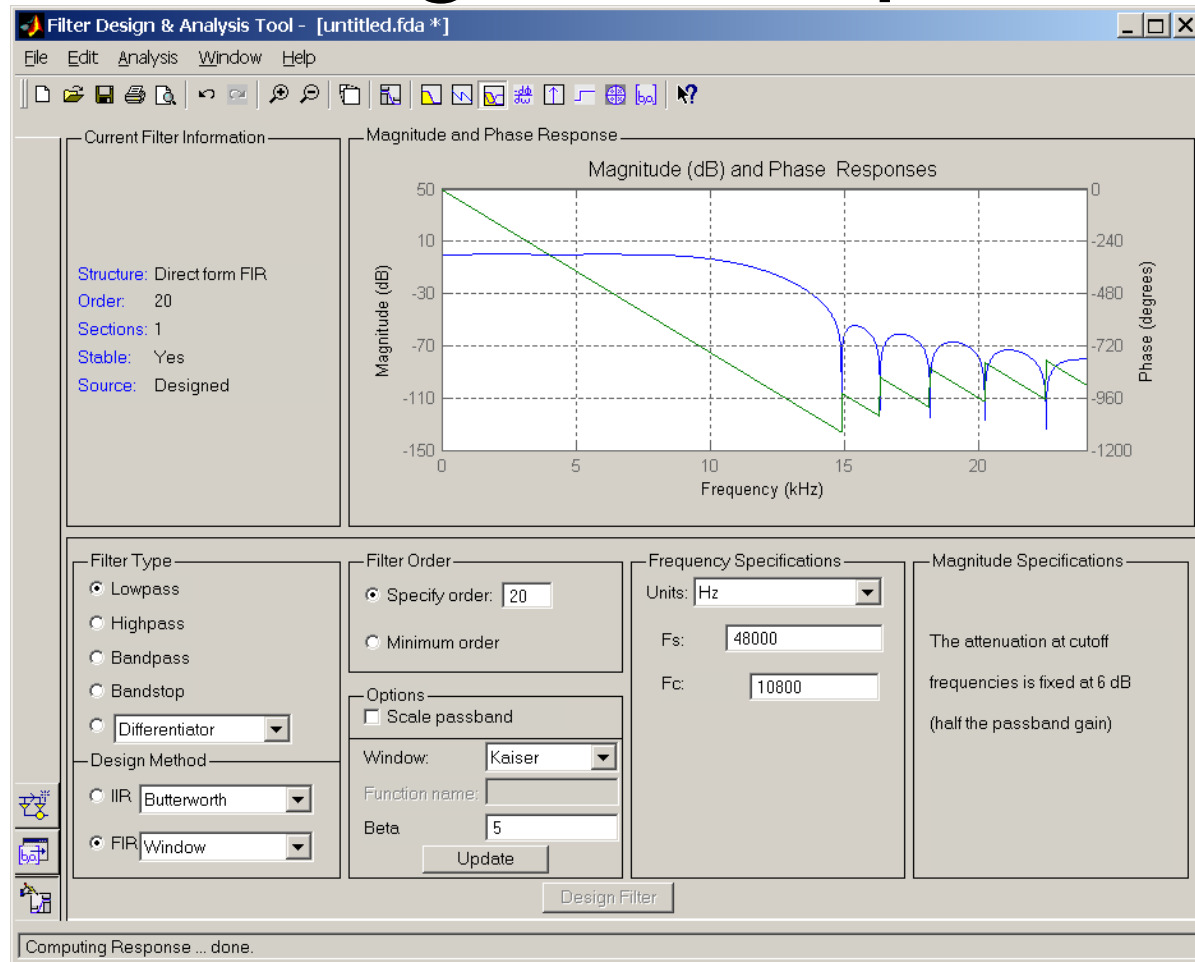 Filter Design & Analysis Tool - [untitled.fda *]
File Edit Analysis Window Help
Current Filter Information
Structure: Direct form FIR
Order: 20
Sections: 1
Stable: Yes
Source: Designed
Magnitude and Phase Response
Magnitude (dB) and Phase Responses
50
10
-30
-70
-110
-150
Magnitude (dB)
0
5
10
15
20
Frequency (kHz)
0
-240
-480
-720
-960
-1200
Phase (degrees)
Filter Type
Lowpass
Highpass
Bandpass
Bandstop
Differentiator
Design Method
IIR Butterworth
FIR Window
Filter Order
Specify order: 20
Minimum order
Options
Scale passband
Window: Kaiser
Function name:
Beta 5
Update
Frequency Specifications
Units: Hz
Fs: 48000
Fc: 10800
Magnitude Specifications
The attenuation at cutoff
frequencies is fixed at 6 dB
(half the passband gain)
Design Filter
Computing Response ... done.